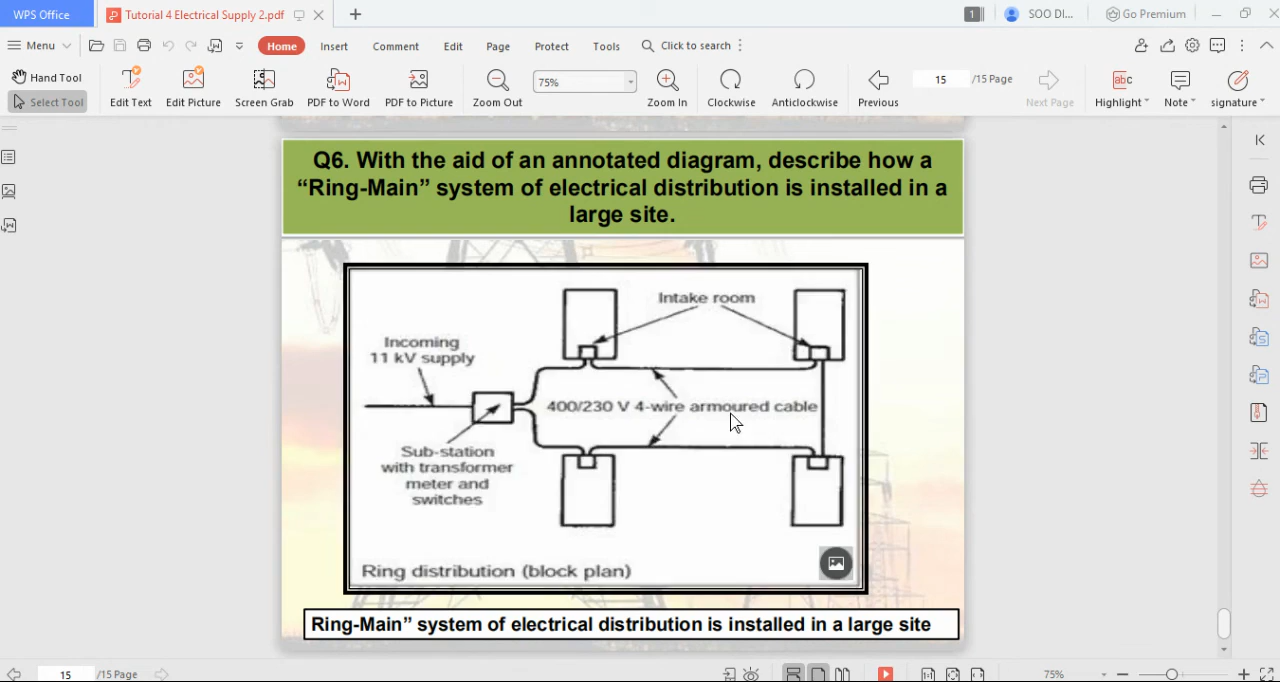 WPS Office
Tutorial 4 Electrical Supply 2.pdf
1
SOO DI...
Go Premium
Menu
Home
Insert
Comment
Edit
Page
Protect
Tools
Click to search
Hand Tool
Select Tool
Edit Text
Edit Picture
Screen Grab
PDF to Word
PDF to Picture
Zoom Out
75%
Zoom In
Clockwise
Anticlockwise
Previous
15
/15 Page
Next Page
abc
Highlight
Note
signature
Q6. With the aid of an annotated diagram, describe how a
“Ring-Main” system of electrical distribution is installed in a
large site.
Intake room
Incoming
11 kV supply
400/230 V 4-wire armoured cable
Sub-station
with transformer
meter and
switches
Ring distribution (block plan)
Ring-Main” system of electrical distribution is installed in a large site
15
/15 Page
75%